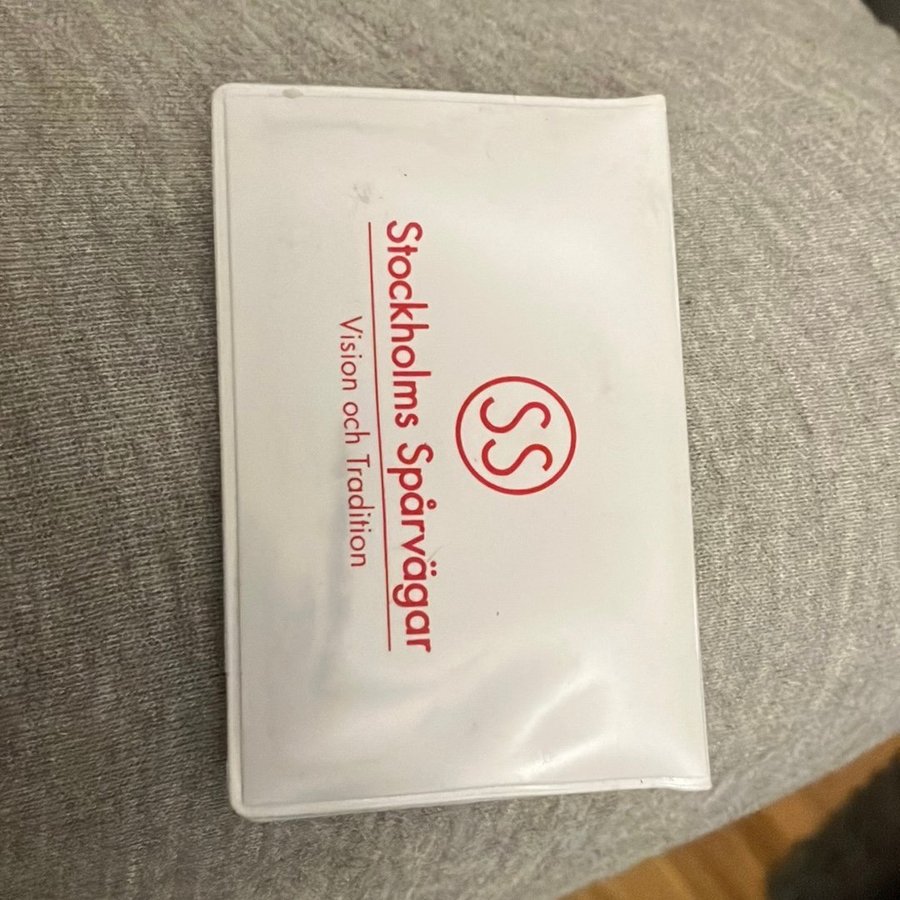 SS
Stockholms Spårvägar
Vision och Tradition